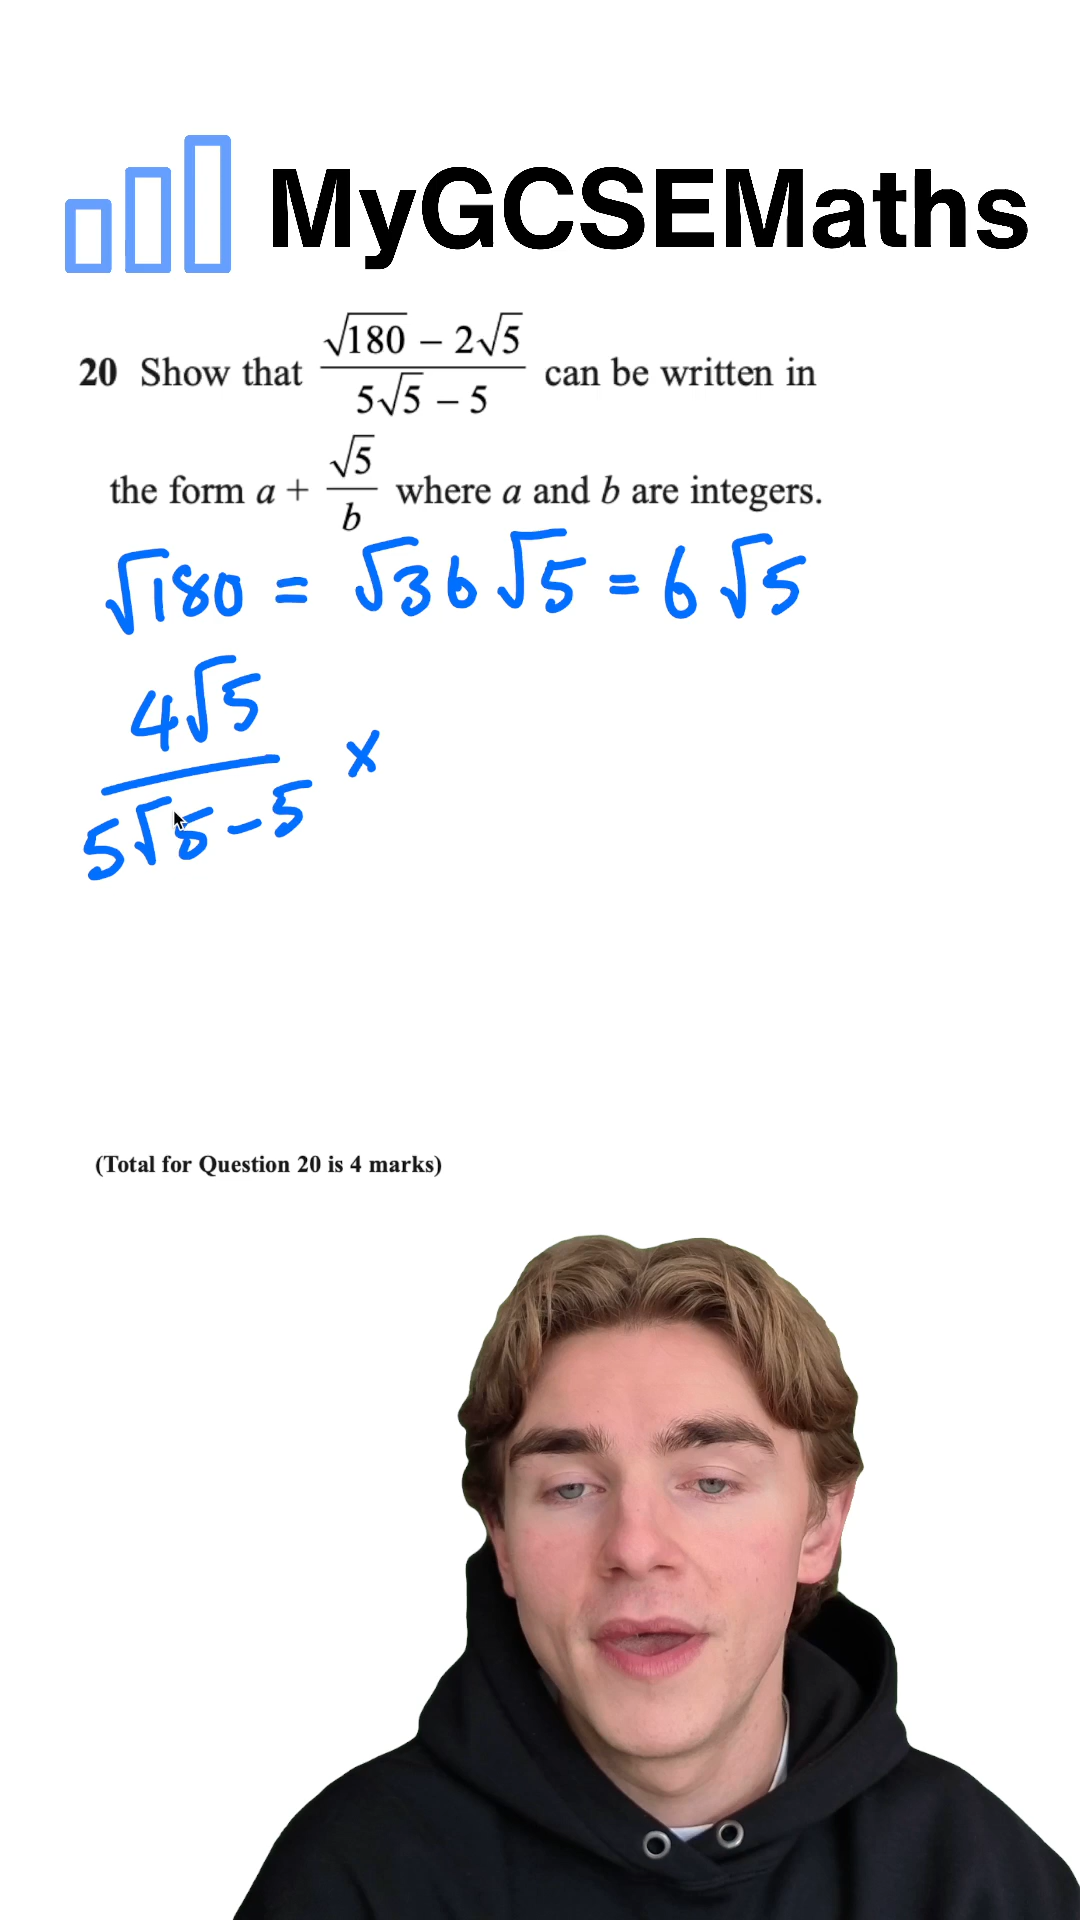 MyGCSEMaths
20 Show that (√180 – 2√5)/(5√5 – 5) can be written in
the form a + √5/b where a and b are integers.
√180 = √36 √5 = 6 √5
4√5
5√5 – 5 ×
(Total for Question 20 is 4 marks)